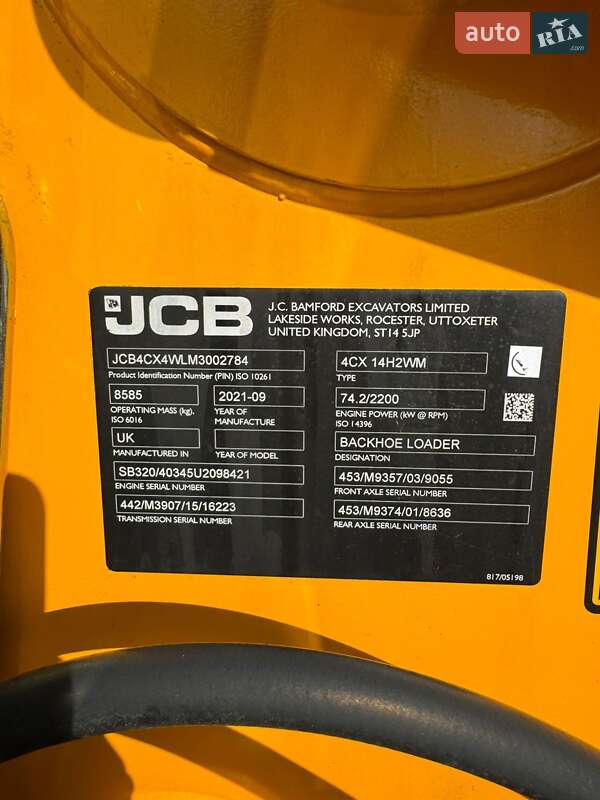 auto RIA .com
JCB
J.C. BAMFORD EXCAVATORS LIMITED
LAKESIDE WORKS, ROCESTER, UTTOXETER
UNITED KINGDOM, ST14 5JP
JCB4CX4WLM3002784
Product Identification Number (PIN) ISO 10261
4CX 14H2WM
TYPE
8585
OPERATING MASS (kg),
ISO 6016
2021-09
YEAR OF
MANUFACTURE
74.2/2200
ENGINE POWER (kW @ RPM)
ISO 14396
UK
MANUFACTURED IN
YEAR OF MODEL
BACKHOE LOADER
DESIGNATION
SB320/40345U2098421
ENGINE SERIAL NUMBER
453/M9357/03/9055
FRONT AXLE SERIAL NUMBER
442/M3907/15/16223
TRANSMISSION SERIAL NUMBER
453/M9374/01/8636
REAR AXLE SERIAL NUMBER
817/05198